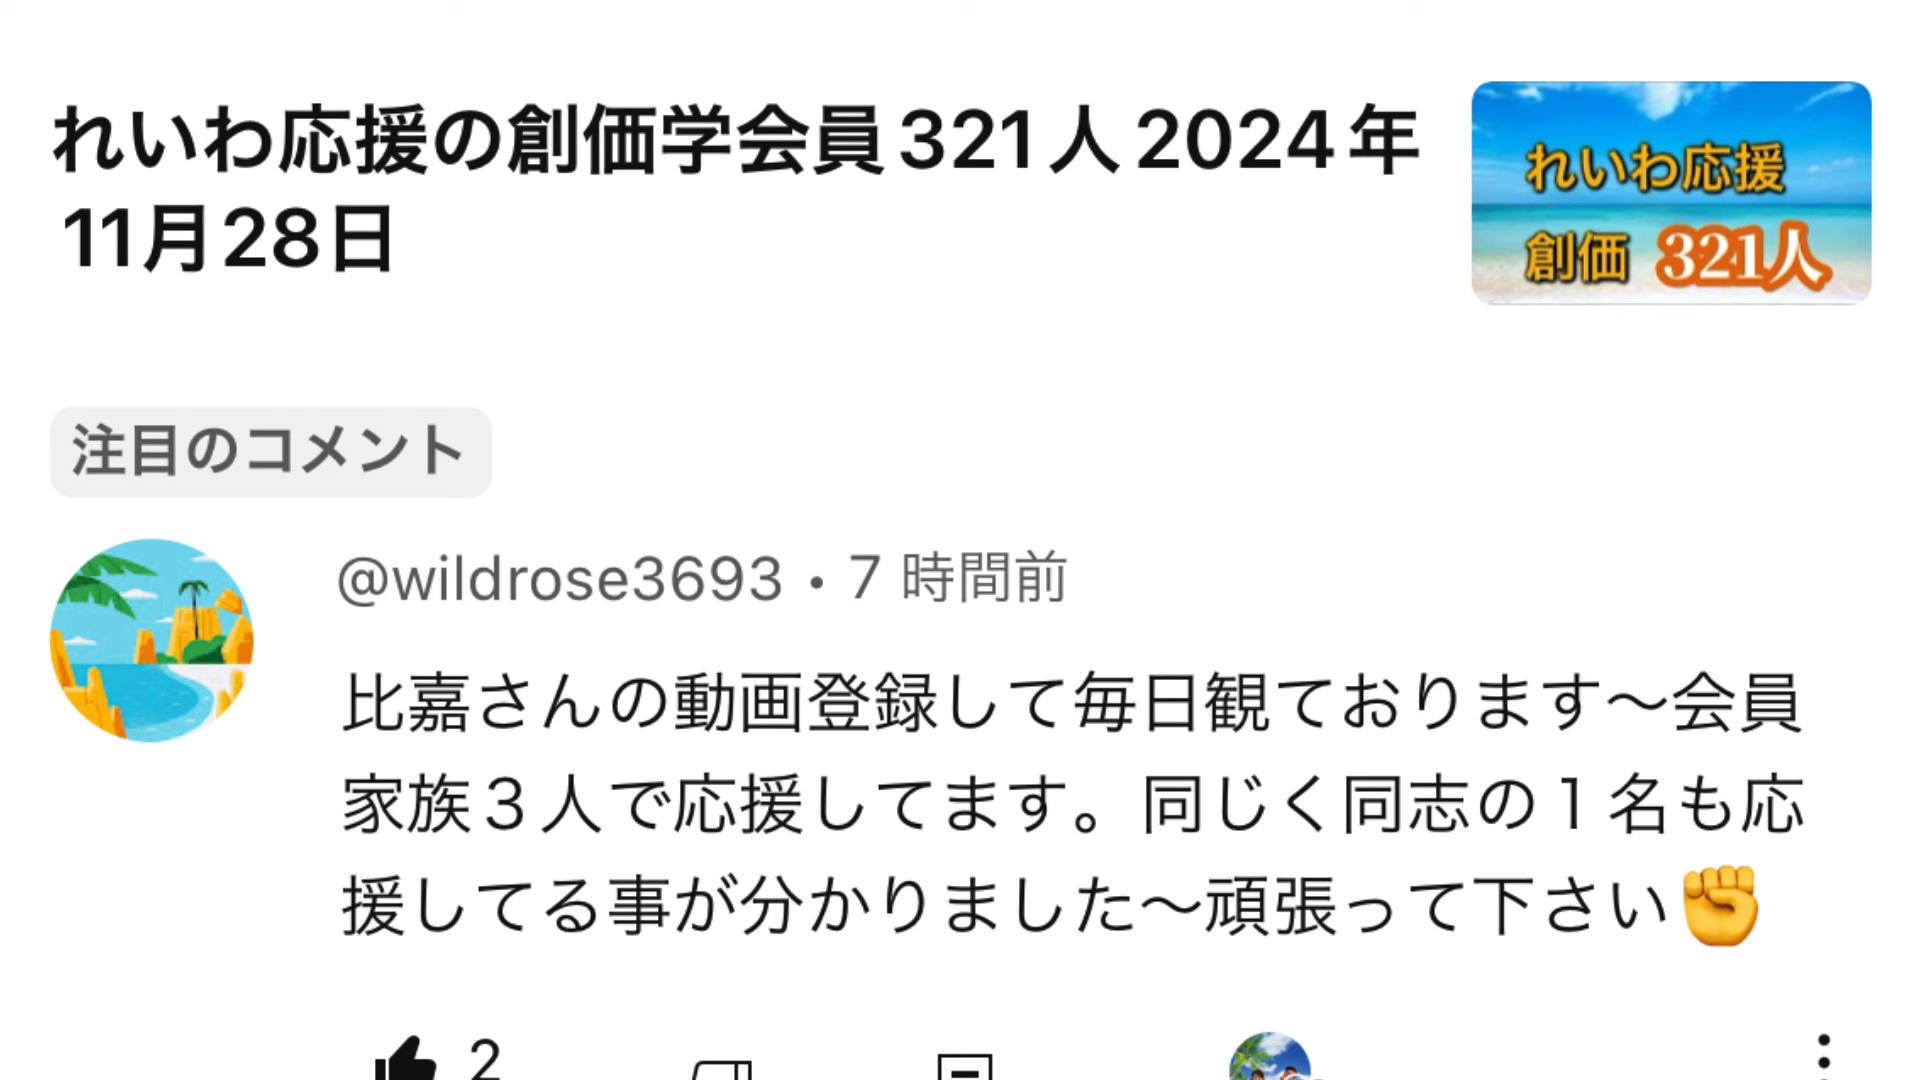 れいわ応援の創価学会員321人2024年
11月28日
れいわ応援
創価 321人
注目のコメント
@wildrose3693・7 時間前
比嘉さんの動画登録して毎日観ております〜会員
家族３人で応援してます。同じく同志の１名も応
援してる事が分かりました〜頑張って下さい✊
2